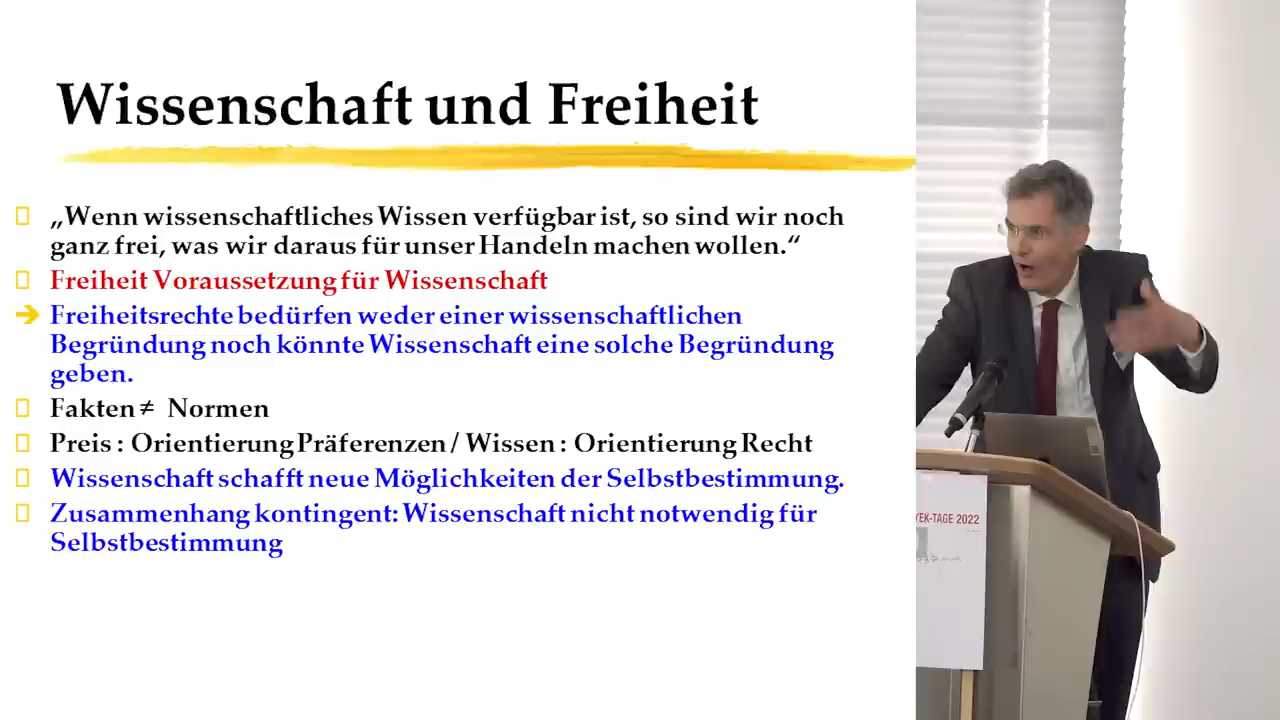 Wissenschaft und Freiheit
„Wenn wissenschaftliches Wissen verfügbar ist, so sind wir noch
ganz frei, was wir daraus für unser Handeln machen wollen.“
Freiheit Voraussetzung für Wissenschaft
➔ Freiheitsrechte bedürfen weder einer wissenschaftlichen
Begründung noch könnte Wissenschaft eine solche Begründung
geben.
Fakten ≠ Normen
Preis : Orientierung Präferenzen / Wissen : Orientierung Recht
Wissenschaft schafft neue Möglichkeiten der Selbstbestimmung.
Zusammenhang kontingent: Wissenschaft nicht notwendig für
Selbstbestimmung
YEK-TAGE 2022